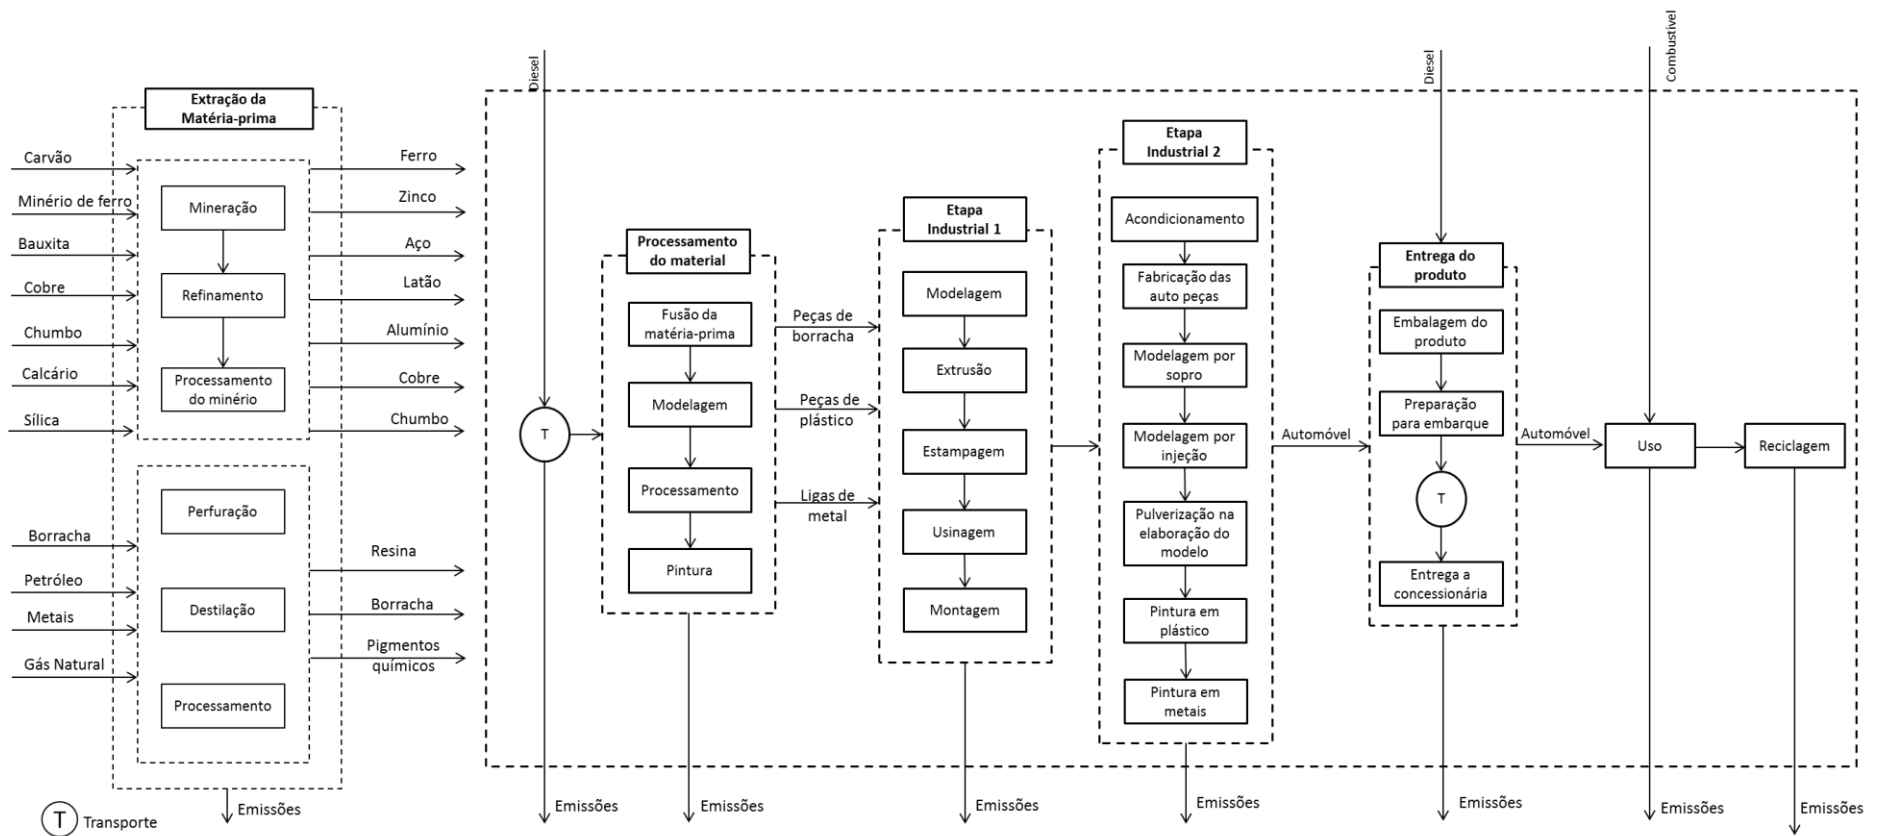 Extração da
Matéria-prima
Carvão
Minério de ferro
Bauxita
Cobre
Chumbo
Calcário
Sílica
Mineração
Refinamento
Processamento
do minério
Ferro
Zinco
Aço
Latão
Alumínio
Cobre
Chumbo
Borracha
Petróleo
Metais
Gás Natural
Perfuração
Destilação
Processamento
Resina
Borracha
Pigmentos
químicos
Emissões
T
Transporte
Diesel
T
Emissões
Processamento
do material
Fusão da
matéria-prima
Modelagem
Processamento
Pintura
Emissões
Peças de
borracha
Peças de
plástico
Ligas de
metal
Etapa
Industrial 1
Modelagem
Extrusão
Estampagem
Usinagem
Montagem
Emissões
Etapa
Industrial 2
Acondicionamento
Fabricação das
auto peças
Modelagem por
sopro
Modelagem por
injeção
Pulverização na
elaboração do
modelo
Pintura em
plástico
Pintura em
metais
Emissões
Automóvel
Diesel
Entrega do
produto
Embalagem do
produto
Preparação
para embarque
T
Entrega a
concessionária
Emissões
Automóvel
Combustivel
Uso
Emissões
Reciclagem
Emissões